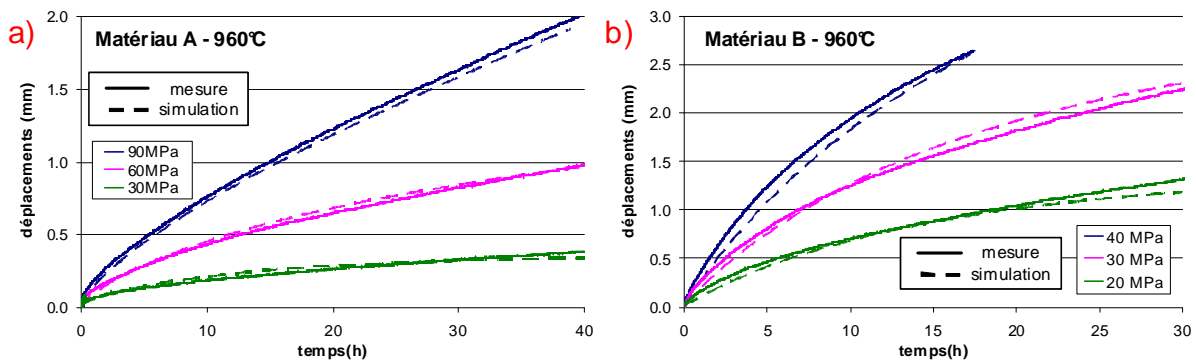 a)
Matériau A - 960°C
mesure
simulation
90MPa
60MPa
30MPa
déplacements (mm)
2.0
1.5
1.0
0.5
0.0
0
10
20
30
40
temps(h)
b)
Matériau B - 960°C
mesure
simulation
40 MPa
30 MPa
20 MPa
déplacements (mm)
3.0
2.5
2.0
1.5
1.0
0.5
0.0
0
5
10
15
20
25
30
temps(h)